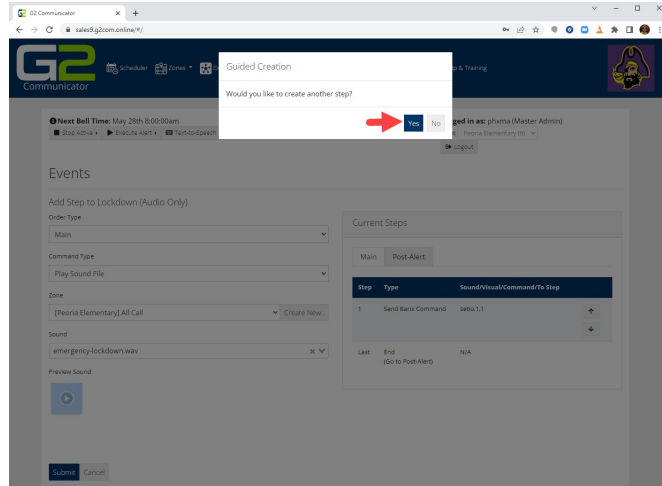 G2 Communicator
sales9.g2com.online/#/
G2
Communicator
Scheduler
Zones
Guided Creation
Would you like to create another step?
Yes No
lp & Training
Next Bell Time: May 28th 8:00:00am
Stop Active
Execute Alert
Text-to-Speech
ged in as: phxma (Master Admin)
Peoria Elementary (6)
Logout
Events
Add Step to Lockdown (Audio Only)
Order Type
Main
Command Type
Play Sound File
Zone
[Peoria Elementary] All Call
Create New...
Sound
emergency-lockdown.wav
Preview Sound
Submit Cancel
Current Steps
Main Post-Alert
Step Type Sound/Visual/Command/To Step
1 Send Barix Command setio,1,1
Last End N/A
(Go to Post-Alert)